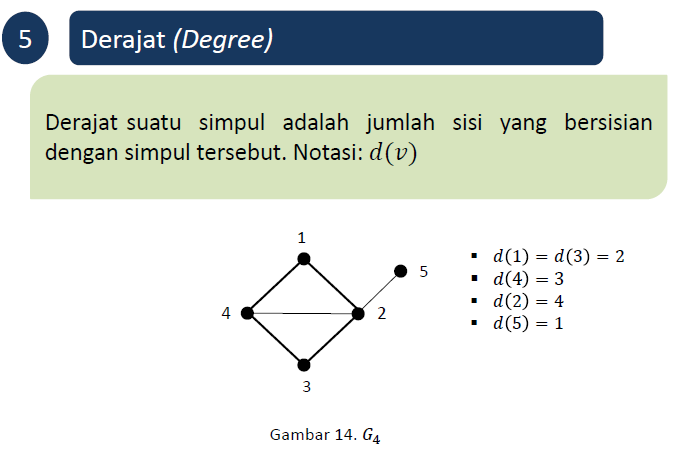 5
Derajat (Degree)
Derajat suatu simpul adalah jumlah sisi yang bersisian
dengan simpul tersebut. Notasi: d(v)
1
5
4
2
3
▪ d(1) = d(3) = 2
▪ d(4) = 3
▪ d(2) = 4
▪ d(5) = 1
Gambar 14. G₄